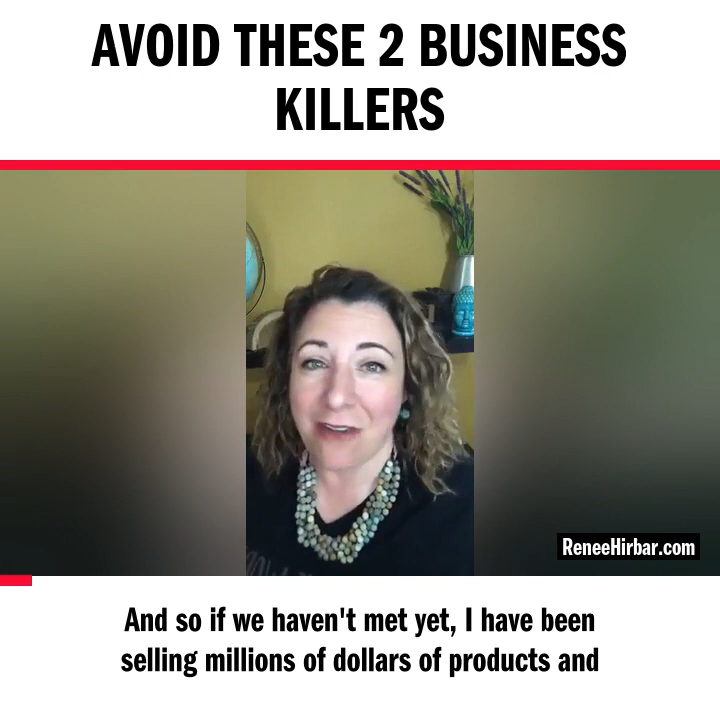 AVOID THESE 2 BUSINESS
KILLERS
ReneeHirbar.com
And so if we haven't met yet, I have been
selling millions of dollars of products and